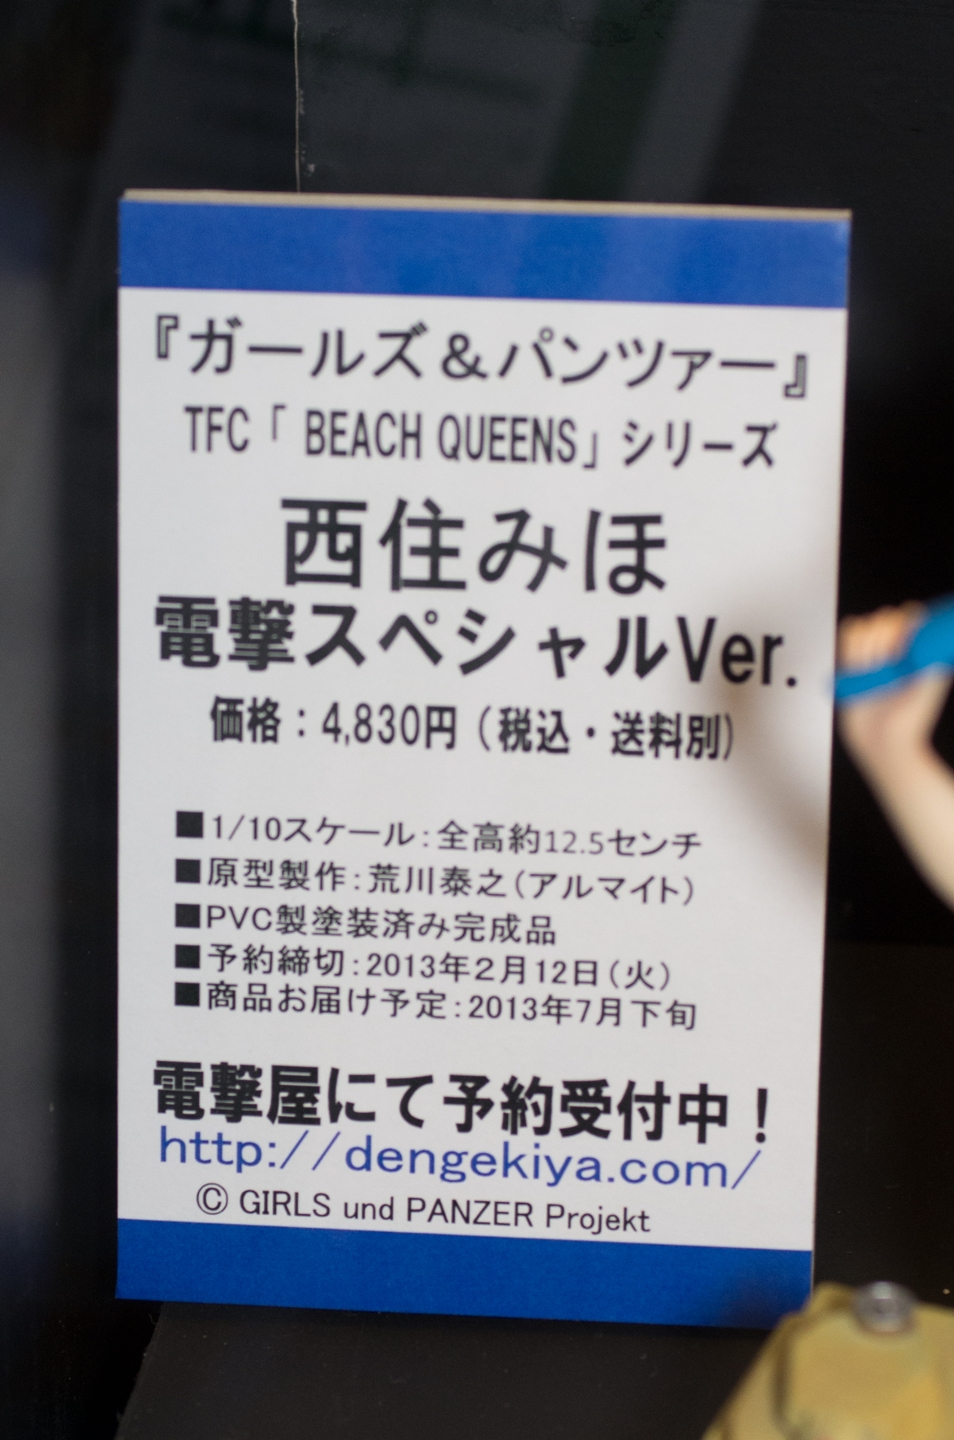 『ガールズ＆パンツァー』
TFC「 BEACH QUEENS」シリーズ
西住みほ
電撃スペシャルVer.
価格：4,830円（税込・送料別）
■1/10スケール：全高約12.5センチ
■原型製作：荒川泰之（アルマイト）
■PVC製塗装済み完成品
■予約締切：2013年2月12日（火）
■商品お届け予定：2013年7月下旬
電撃屋にて予約受付中！
http://dengekiya.com/
© GIRLS und PANZER Projekt